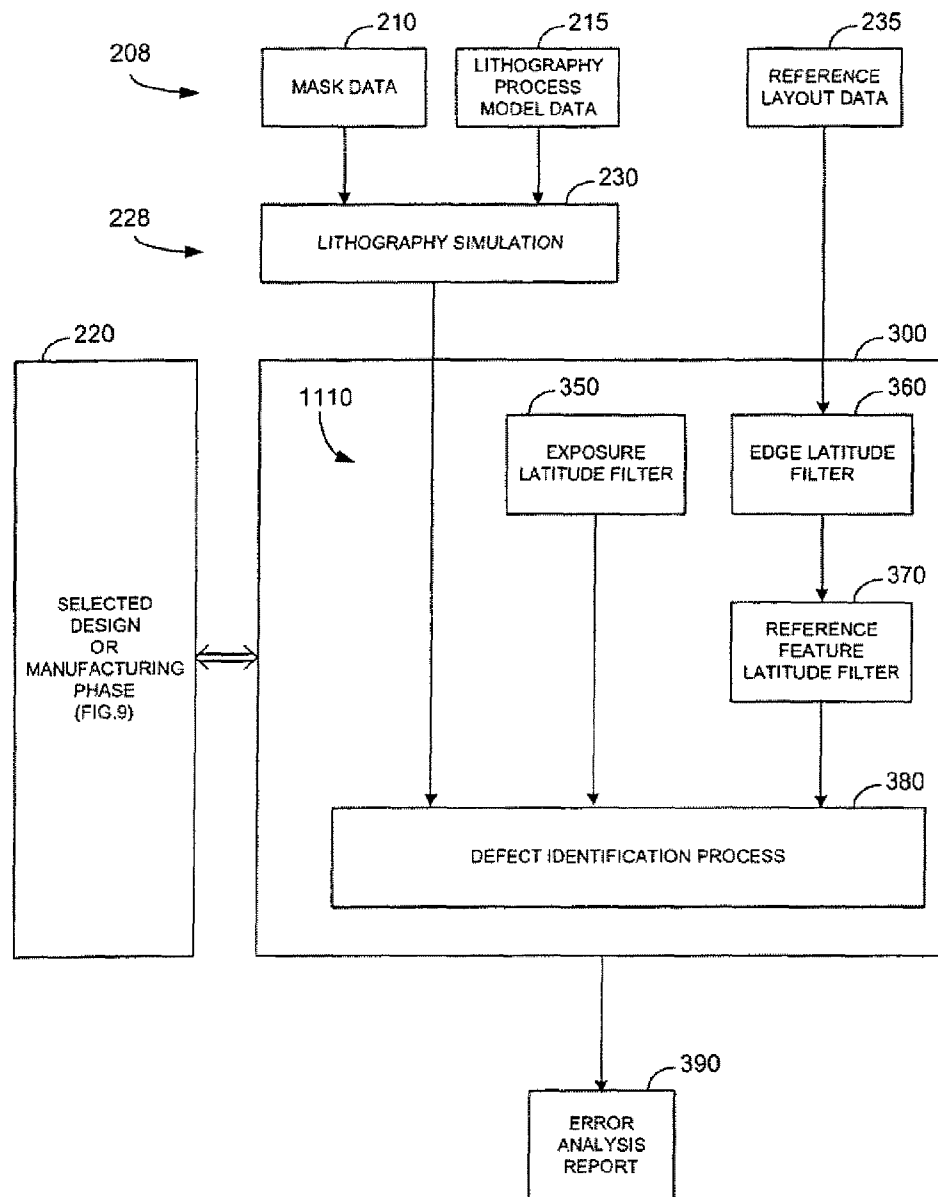 210
215
235
208
MASK DATA
LITHOGRAPHY
PROCESS
MODEL DATA
REFERENCE
LAYOUT DATA
230
228
LITHOGRAPHY SIMULATION
220
300
1110
350
360
EXPOSURE
LATITUDE FILTER
EDGE LATITUDE
FILTER
370
SELECTED
DESIGN
OR
MANUFACTURING
PHASE
(FIG.9)
REFERENCE
FEATURE
LATITUDE FILTER
380
DEFECT IDENTIFICATION PROCESS
390
ERROR
ANALYSIS
REPORT